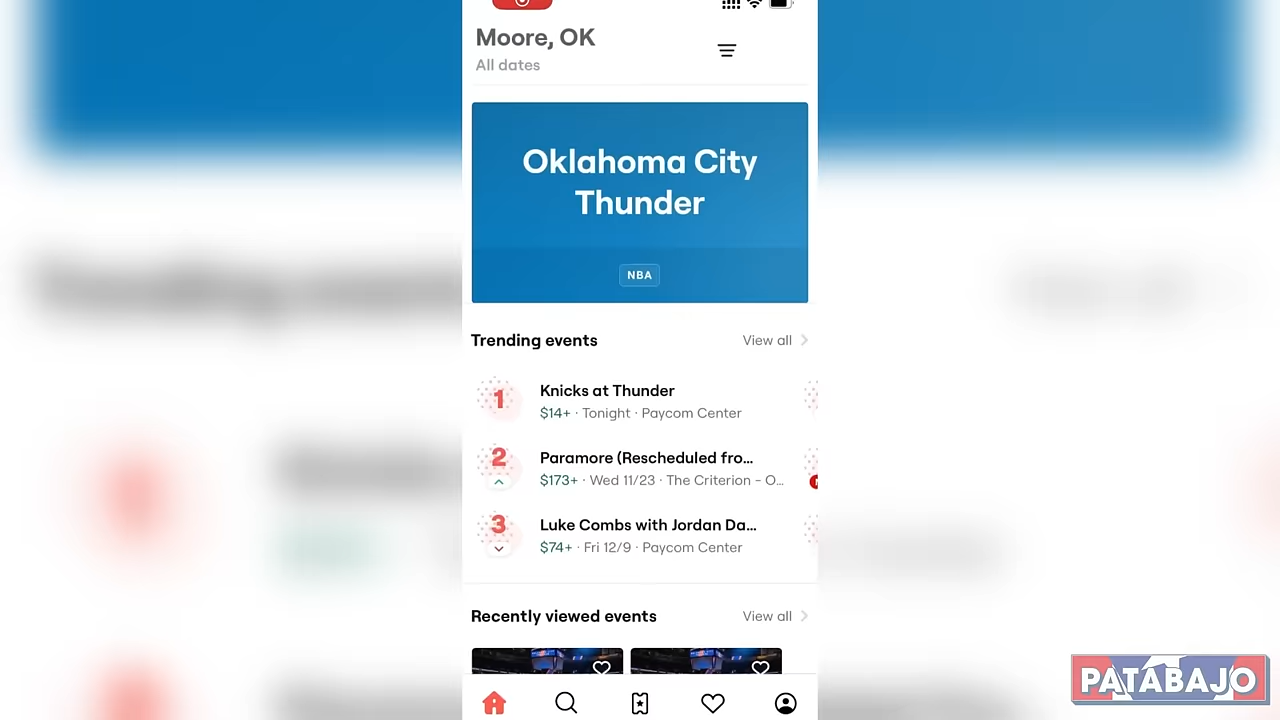 Moore, OK
All dates
Oklahoma City
Thunder
NBA
Trending events
View all
1
Knicks at Thunder
$14+ · Tonight · Paycom Center
2
Paramore (Rescheduled fro...
$173+ · Wed 11/23 · The Criterion - O...
3
Luke Combs with Jordan Da...
$74+ · Fri 12/9 · Paycom Center
Recently viewed events
View all
PATABAJO